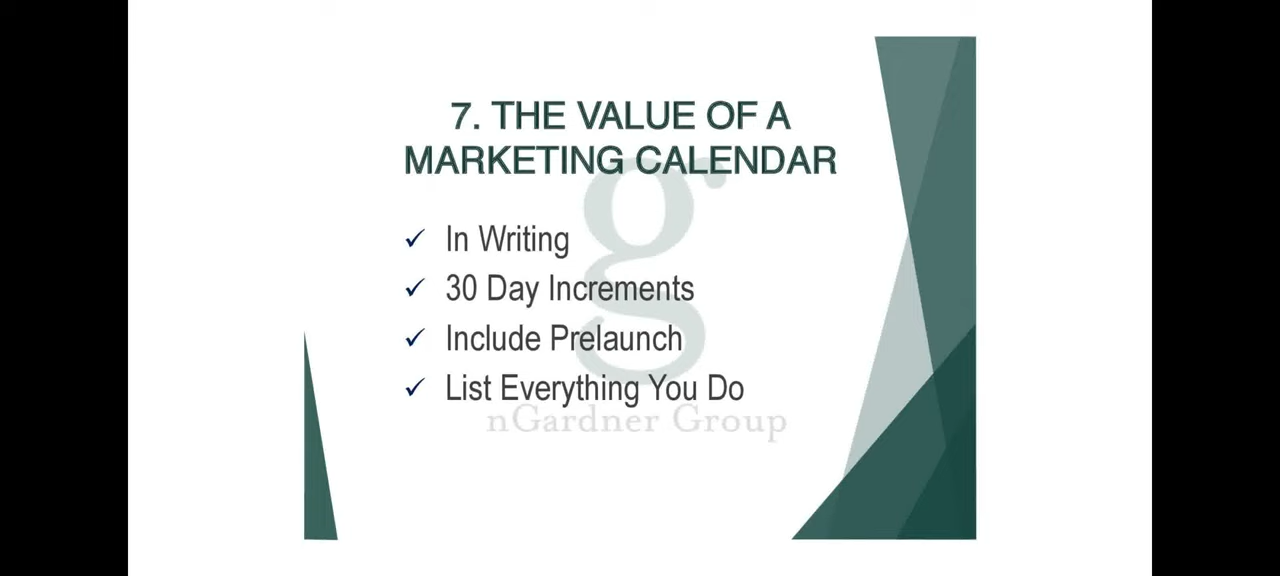 7. THE VALUE OF A
MARKETING CALENDAR
✓ In Writing
✓ 30 Day Increments
✓ Include Prelaunch
✓ List Everything You Do
g
nGardner Group